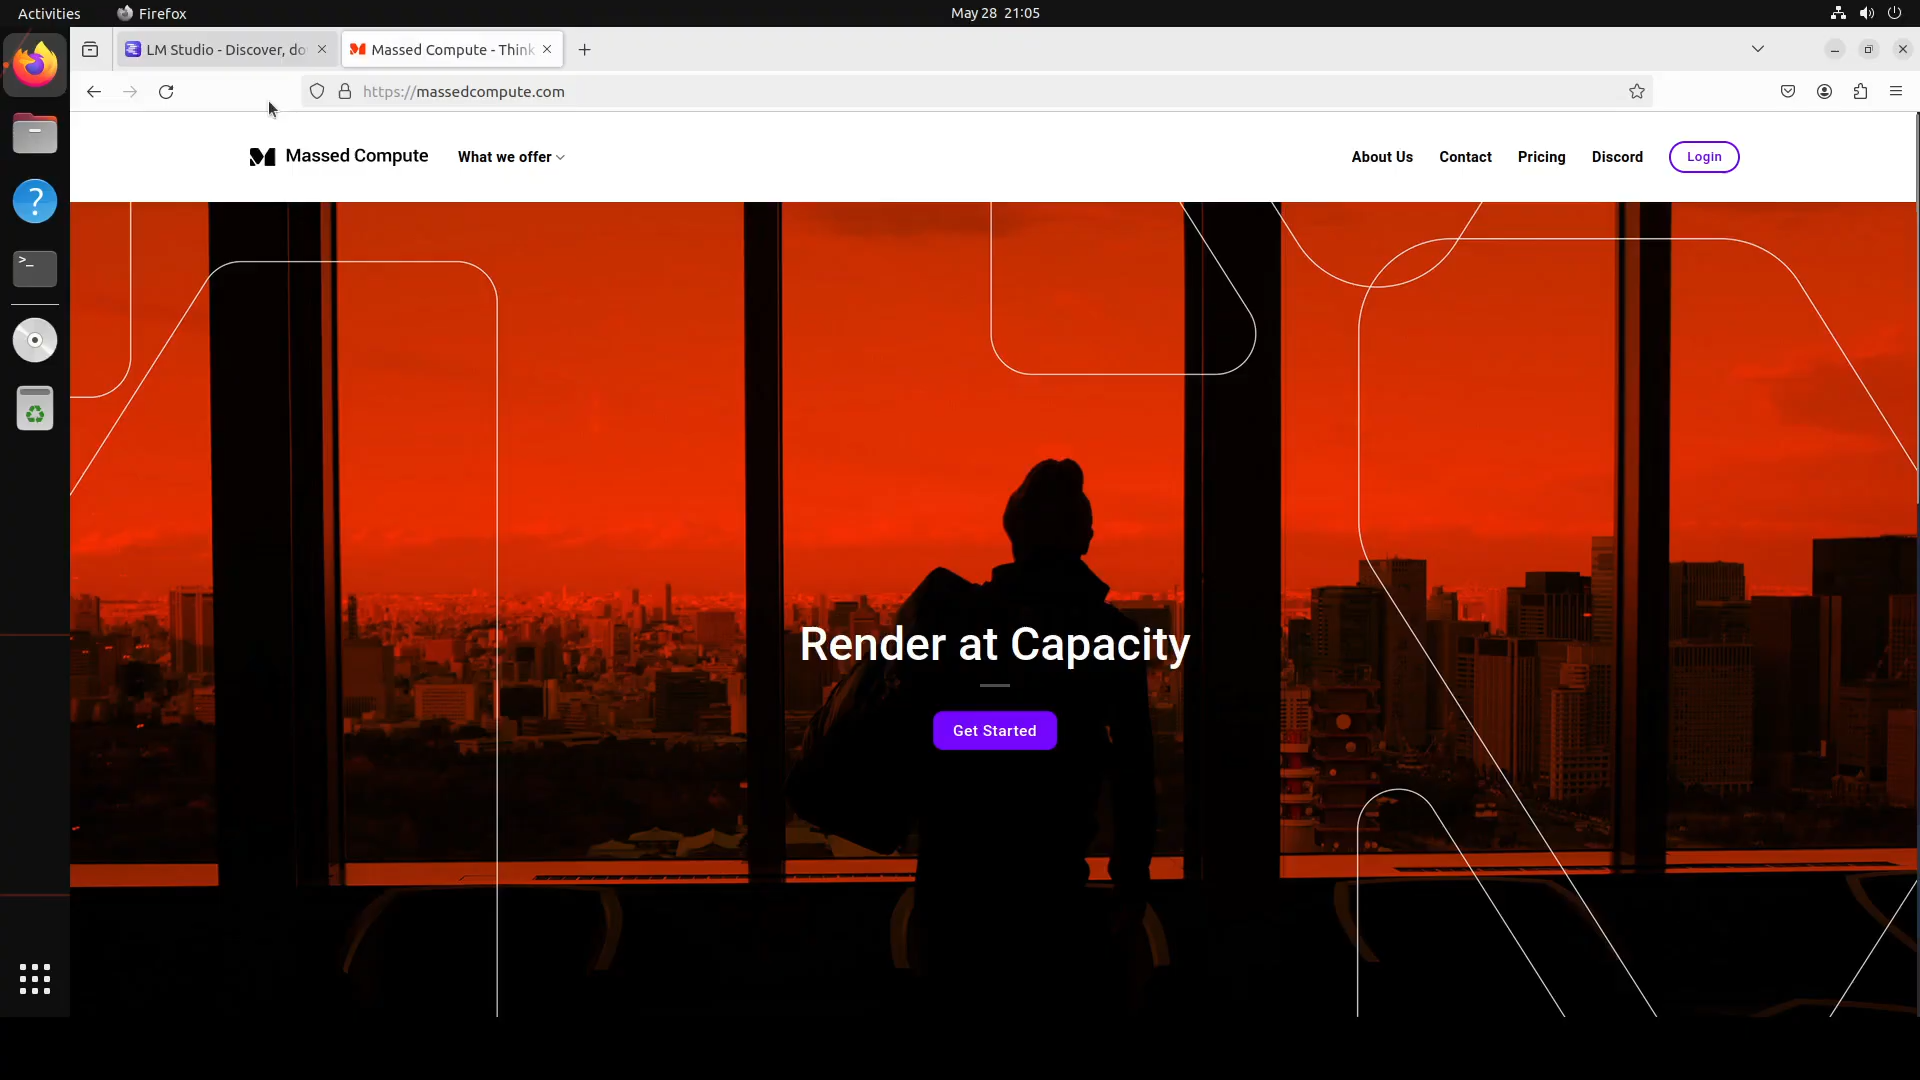 Activities
Firefox
May 28 21:05
LM Studio - Discover, do
Massed Compute - Think
https://massedcompute.com
Massed Compute
What we offer
About Us
Contact
Pricing
Discord
Login
Render at Capacity
Get Started